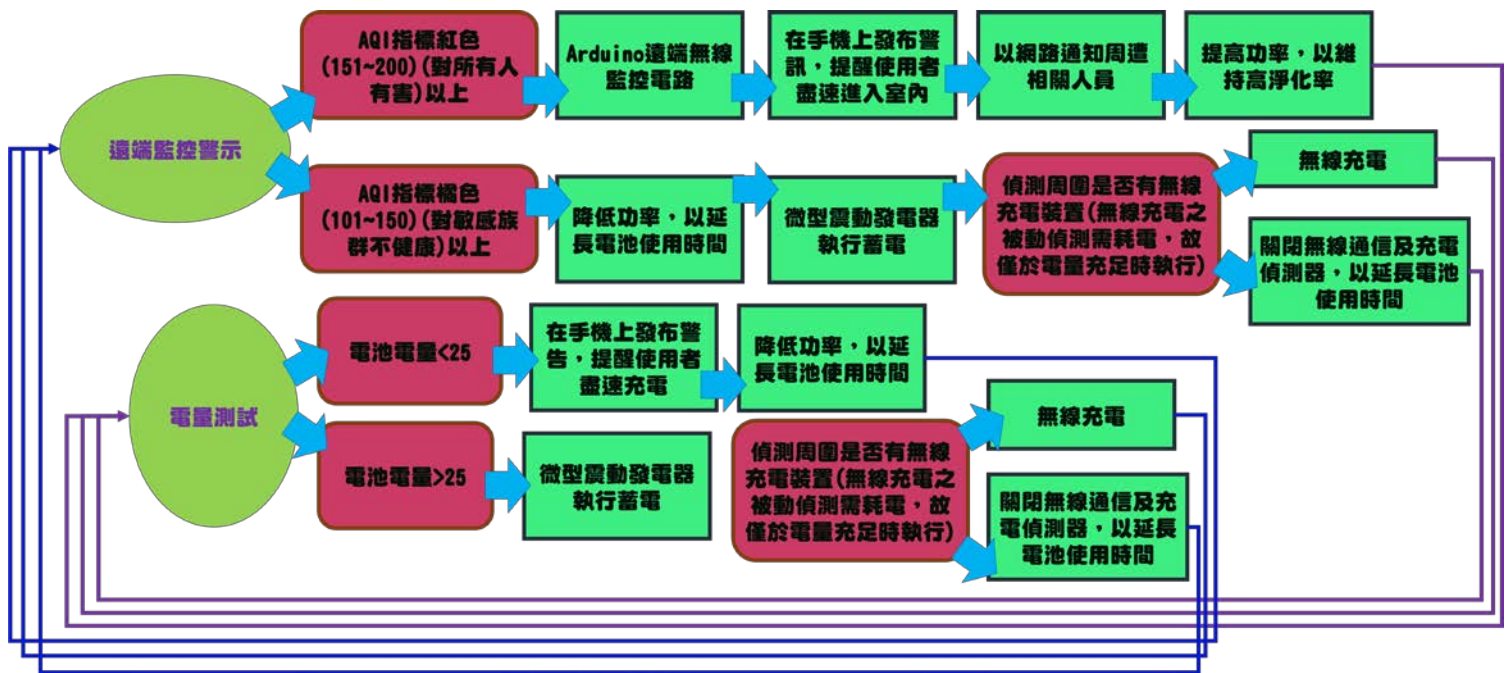 遠端監控警示
AQI指標紅色
(151~200)(對所有人
有害)以上
Arduino遠端無線
監控電路
在手機上發布警
訊，提醒使用者
盡速進入室內
以網路通知周遭
相關人員
提高功率，以維
持高淨化率
AQI指標橘色
(101~150)(對敏感族
群不健康)以上
降低功率，以延
長電池使用時間
微型震動發電器
執行蓄電
偵測周圍是否有無線
充電裝置(無線充電之
被動偵測需耗電，故
僅於電量充足時執行)
無線充電
關閉無線通信及充電
偵測器，以延長電池
使用時間
電量測試
電池電量<25
在手機上發布警
告，提醒使用者
盡速充電
降低功率，以延
長電池使用時間
電池電量>25
微型震動發電器
執行蓄電
偵測周圍是否有無線
充電裝置(無線充電之
被動偵測需耗電，故
僅於電量充足時執行)
無線充電
關閉無線通信及充
電偵測器，以延長
電池使用時間